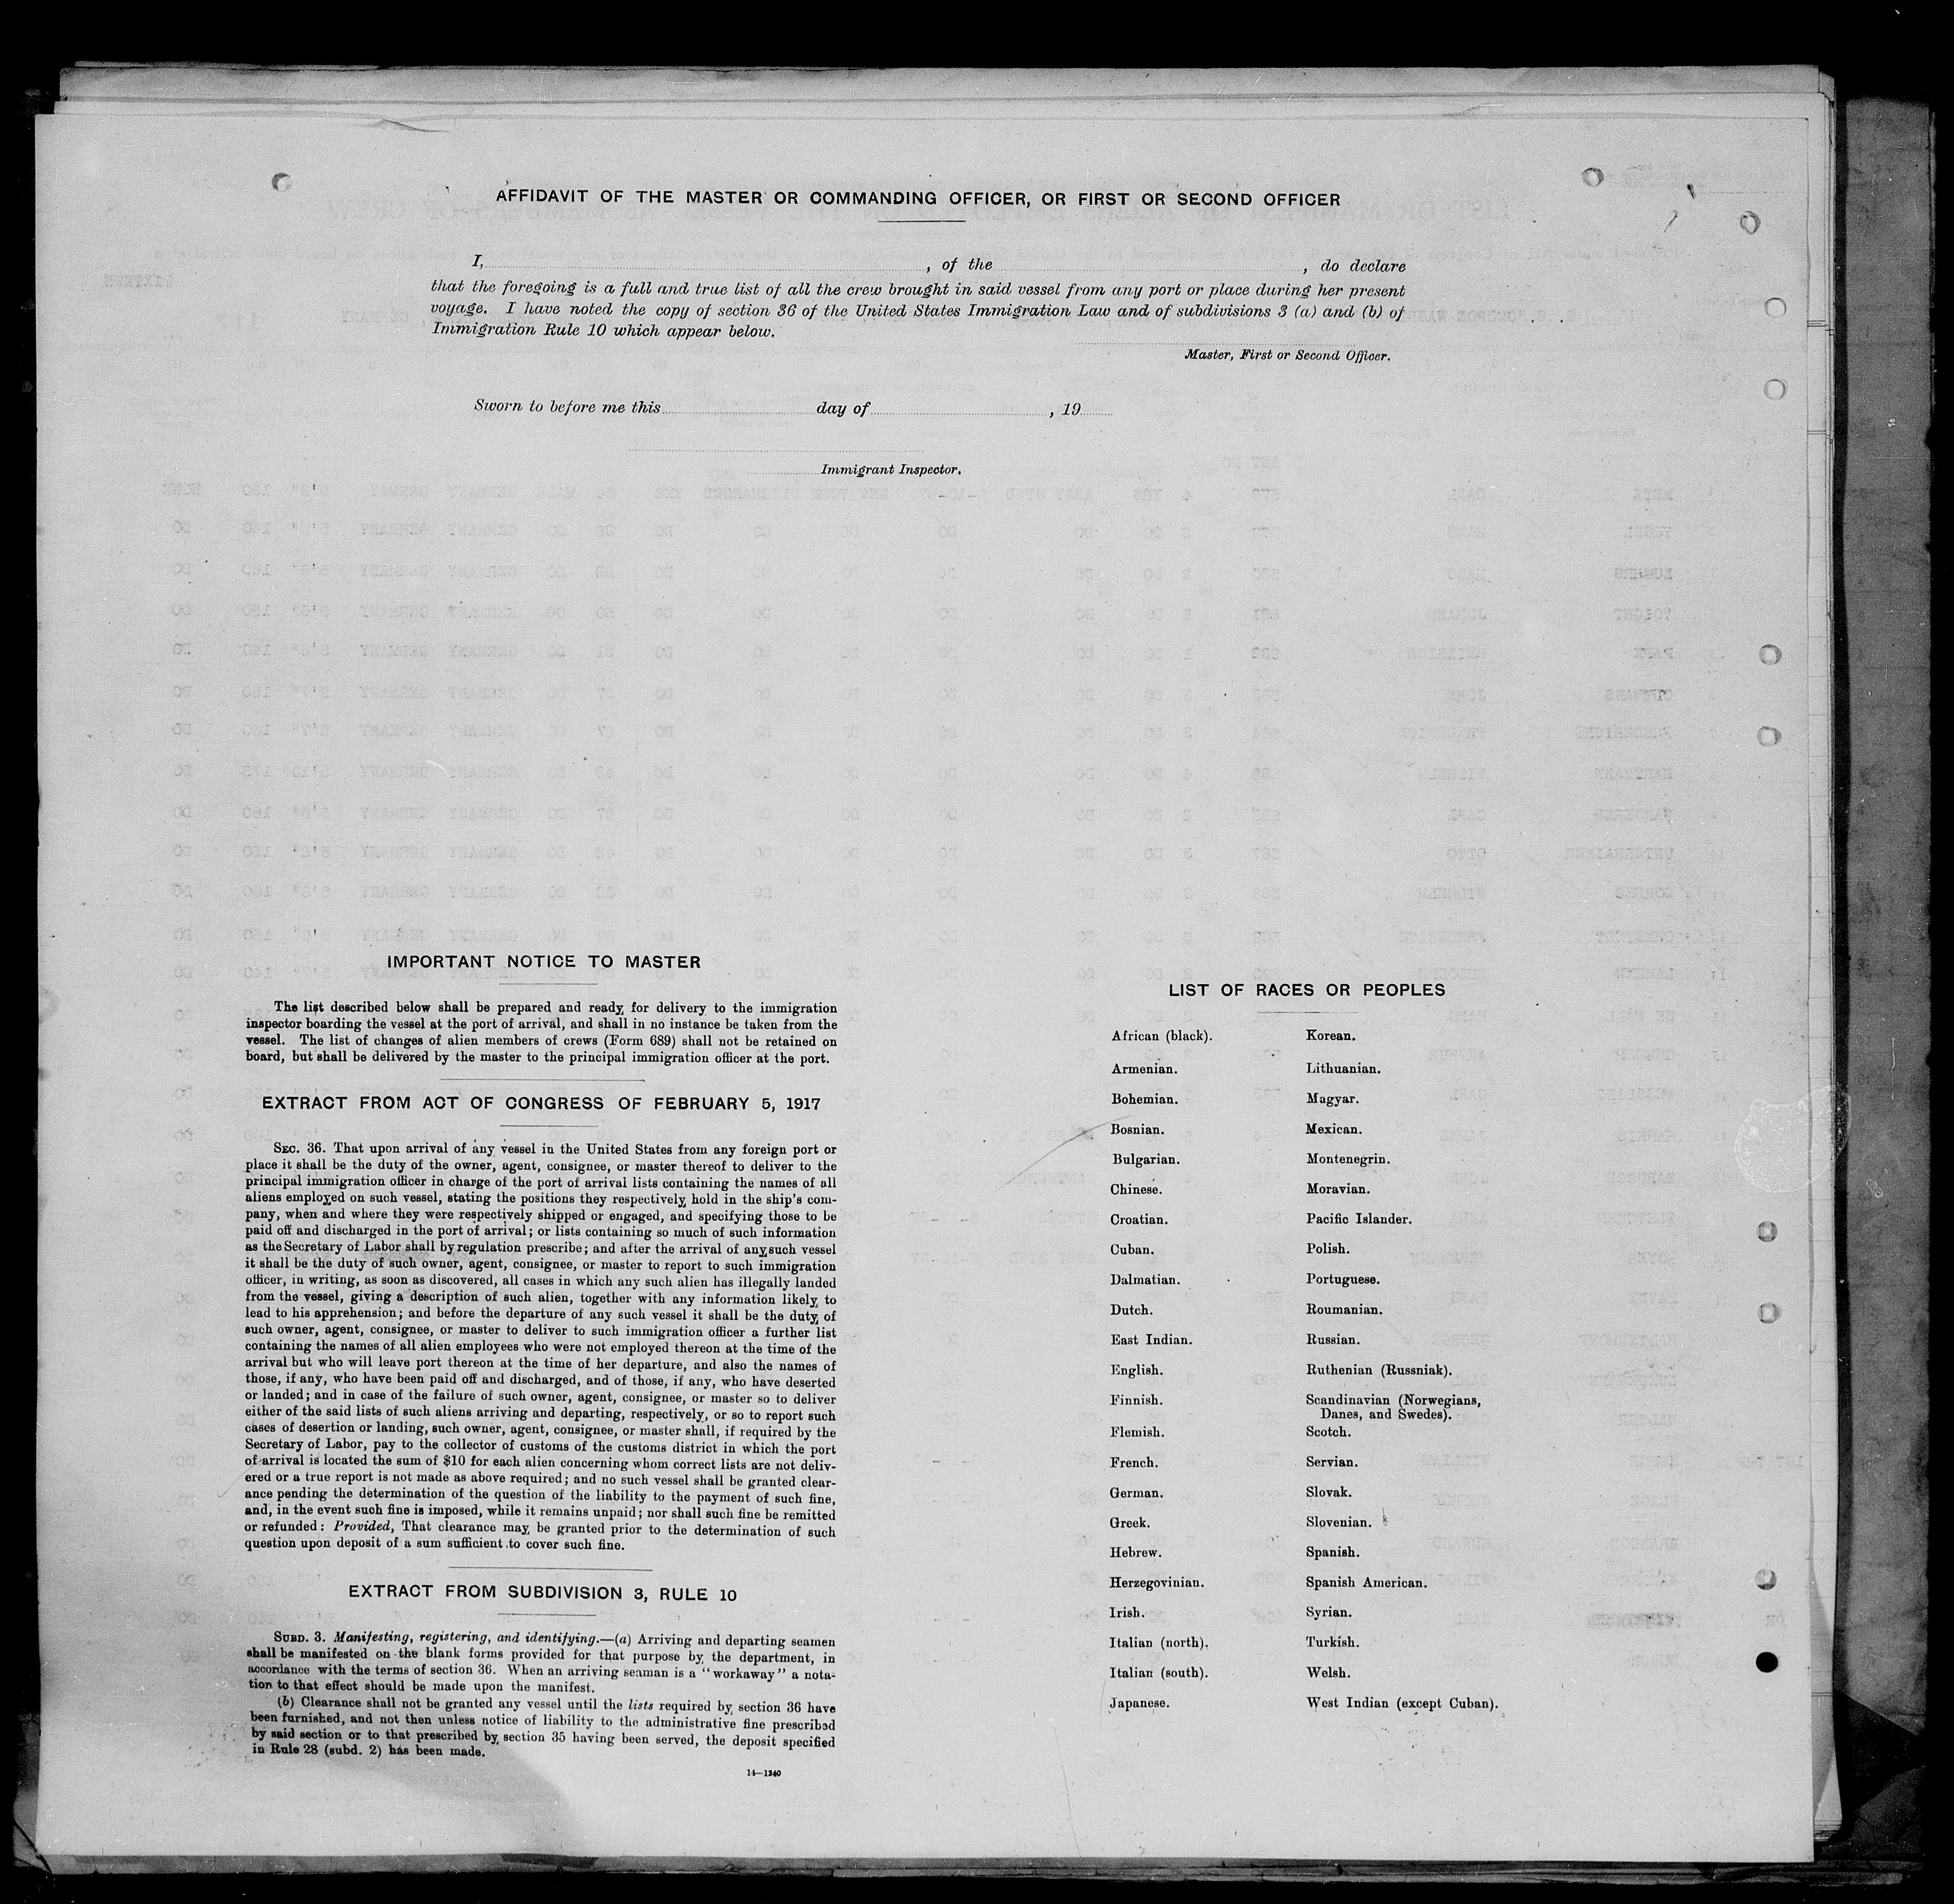 AFFIDAVIT OF THE MASTER OR COMMANDING OFFICER, OR FIRST OR SECOND OFFICER
I, , of the , do declare
that the foregoing is a full and true list of all the crew brought in said vessel from any port or place during her present
voyage. I have noted the copy of section 36 of the United States Immigration Law and of subdivisions 3 (a) and (b) of
Immigration Rule 10 which appear below.
Master, First or Second Officer.
Sworn to before me this day of , 19
Immigrant Inspector.
IMPORTANT NOTICE TO MASTER
The list described below shall be prepared and ready for delivery to the immigration
inspector boarding the vessel at the port of arrival, and shall in no instance be taken from the
vessel. The list of changes of alien members of crews (Form 689) shall not be retained on
board, but shall be delivered by the master to the principal immigration officer at the port.
EXTRACT FROM ACT OF CONGRESS OF FEBRUARY 5, 1917
SEC. 36. That upon arrival of any vessel in the United States from any foreign port or
place it shall be the duty of the owner, agent, consignee, or master thereof to deliver to the
principal immigration officer in charge of the port of arrival lists containing the names of all
aliens employed on such vessel, stating the positions they respectively hold in the ship's com-
pany, when and where they were respectively shipped or engaged, and specifying those to be
paid off and discharged in the port of arrival; or lists containing so much of such information
as the Secretary of Labor shall by regulation prescribe; and after the arrival of any such vessel
it shall be the duty of such owner, agent, consignee, or master to report to such immigration
officer, in writing, as soon as discovered, all cases in which any such alien has illegally landed
from the vessel, giving a description of such alien, together with any information likely to
lead to his apprehension; and before the departure of any such vessel it shall be the duty of
such owner, agent, consignee, or master to deliver to such immigration officer a further list
containing the names of all alien employees who were not employed thereon at the time of the
arrival but who will leave port thereon at the time of her departure, and also the names of
those, if any, who have been paid off and discharged, and of those, if any, who have deserted
or landed; and in case of the failure of such owner, agent, consignee, or master so to deliver
either of the said lists of such aliens arriving and departing, respectively, or so to report such
cases of desertion or landing, such owner, agent, consignee, or master shall, if required by the
Secretary of Labor, pay to the collector of customs of the customs district in which the port
of arrival is located the sum of $10 for each alien concerning whom correct lists are not deliv-
ered or a true report is not made as above required; and no such vessel shall be granted clear-
ance pending the determination of the question of the liability to the payment of such fine,
and, in the event such fine is imposed, while it remains unpaid; nor shall such fine be remitted
or refunded: Provided, That clearance may be granted prior to the determination of such
question upon deposit of a sum sufficient to cover such fine.
EXTRACT FROM SUBDIVISION 3, RULE 10
SUBD. 3. Manifesting, registering, and identifying.—(a) Arriving and departing seamen
shall be manifested on the blank forms provided for that purpose by the department, in
accordance with the terms of section 36. When an arriving seaman is a "workaway" a nota-
tion to that effect should be made upon the manifest.
(b) Clearance shall not be granted any vessel until the lists required by section 36 have
been furnished, and not then unless notice of liability to the administrative fine prescribed
by said section or to that prescribed by section 35 having been served, the deposit specified
in Rule 28 (subd. 2) has been made.
14—1240
LIST OF RACES OR PEOPLES
African (black). Korean.
Armenian. Lithuanian.
Bohemian. Magyar.
Bosnian. Mexican.
Bulgarian. Montenegrin.
Chinese. Moravian.
Croatian. Pacific Islander.
Cuban. Polish.
Dalmatian. Portuguese.
Dutch. Roumanian.
East Indian. Russian.
English. Ruthenian (Russniak).
Finnish. Scandinavian (Norwegians,
Danes, and Swedes).
Flemish. Scotch.
French. Servian.
German. Slovak.
Greek. Slovenian.
Hebrew. Spanish.
Herzegovinian. Spanish American.
Irish. Syrian.
Italian (north). Turkish.
Italian (south). Welsh.
Japanese. West Indian (except Cuban).